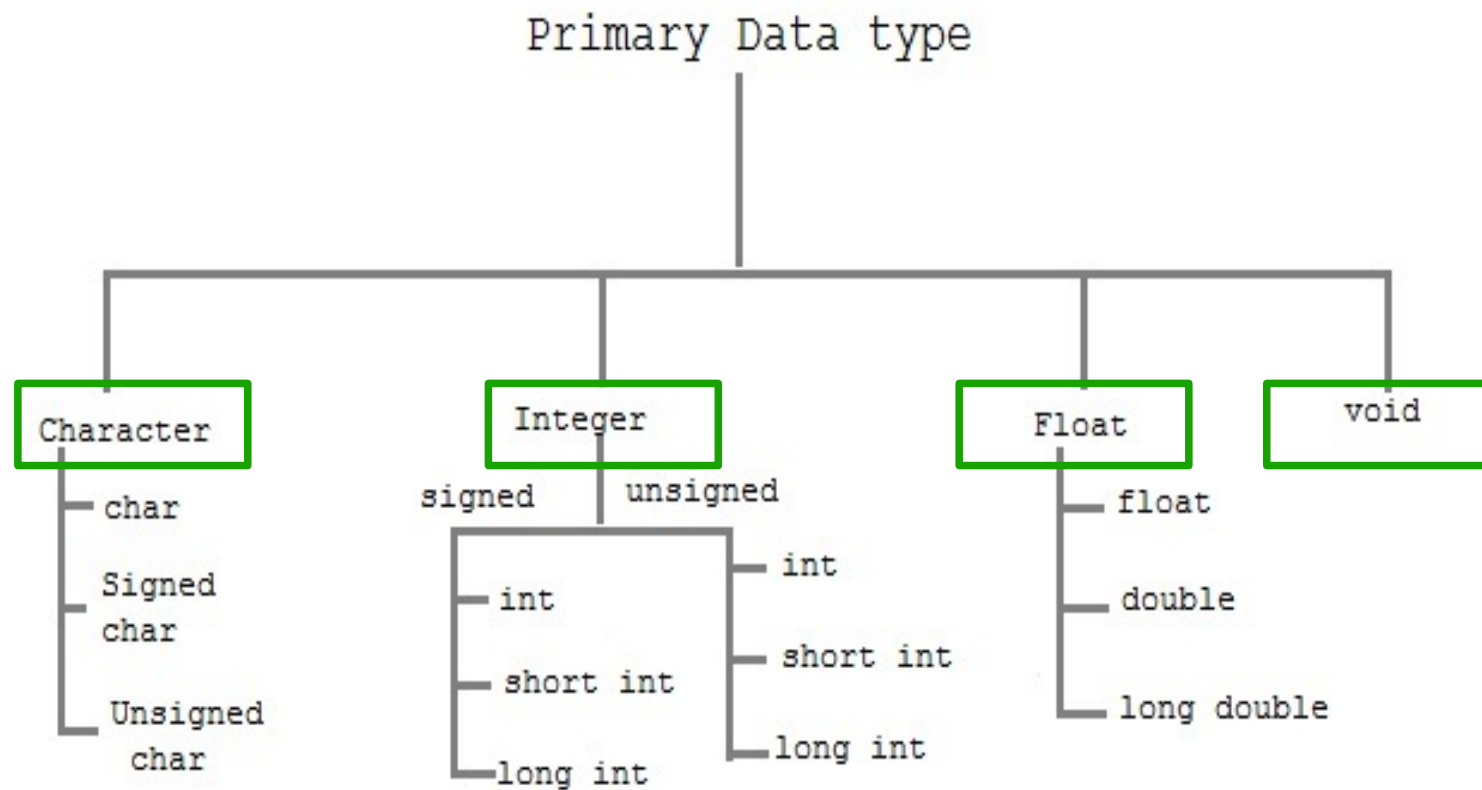 Primary Data type
Character
Integer
Float
void
char
Signed
char
Unsigned
char
signed
unsigned
int
short int
long int
int
short int
long int
float
double
long double